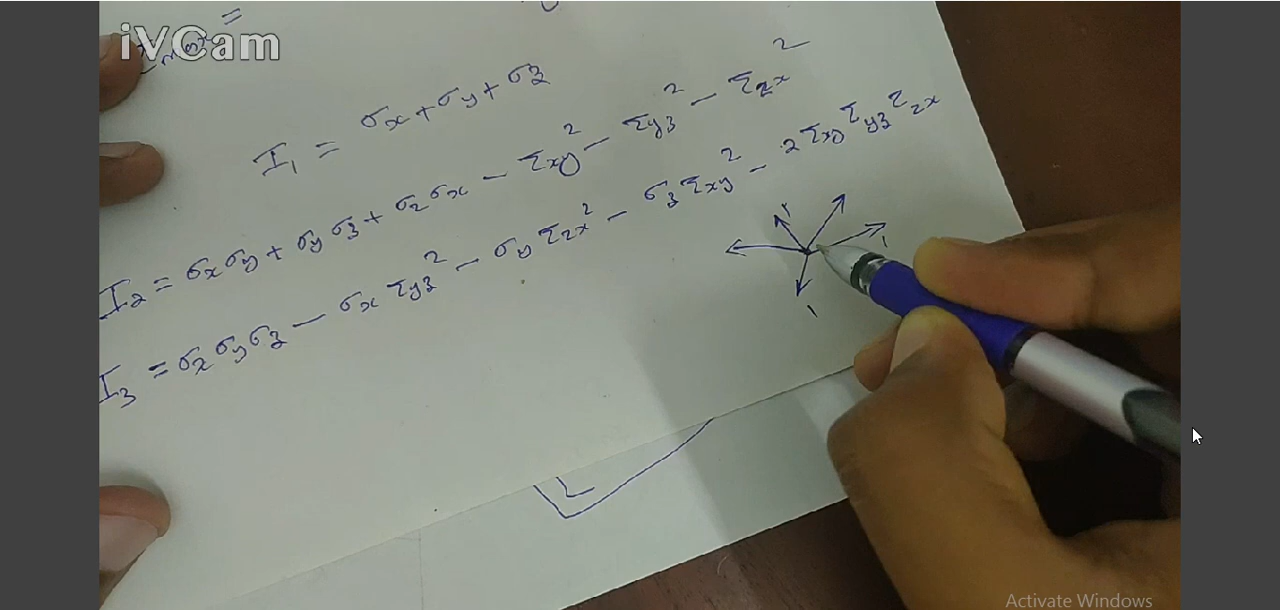 iVCam
I₁ = σx + σy + σz
I₂ = σxσy + σyσz + σzσx − τxy² − τyz² − τzx²
I₃ = σxσyσz − σxτyz² − σyτzx² − σzτxy² − 2τxyτyzτzx
Activate Windows